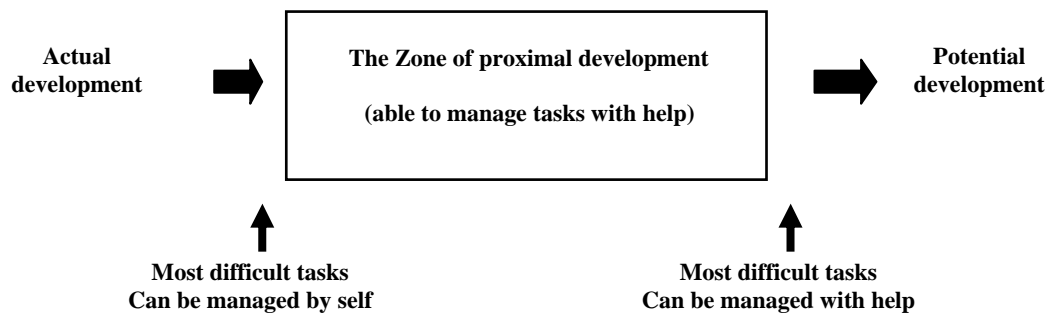 Actual
development
The Zone of proximal development
(able to manage tasks with help)
Potential
development
Most difficult tasks
Can be managed by self
Most difficult tasks
Can be managed with help